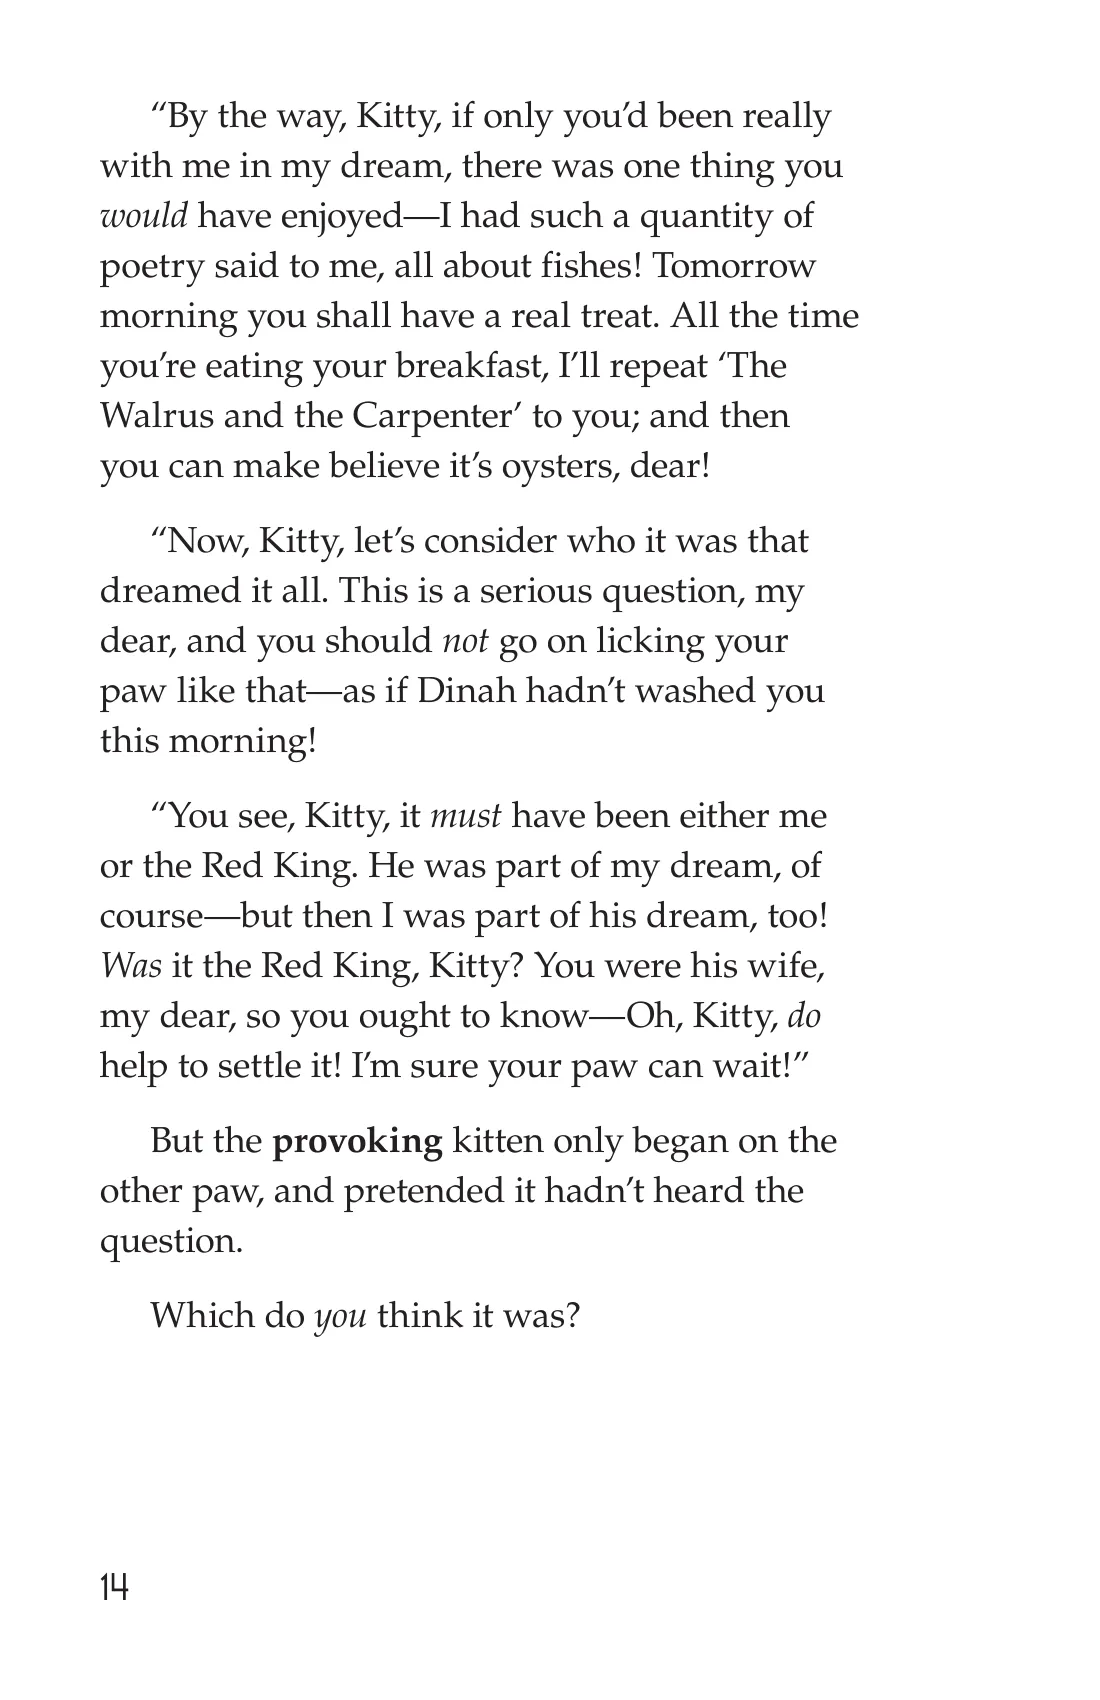 “By the way, Kitty, if only you’d been really
with me in my dream, there was one thing you
would have enjoyed—I had such a quantity of
poetry said to me, all about fishes! Tomorrow
morning you shall have a real treat. All the time
you’re eating your breakfast, I’ll repeat ‘The
Walrus and the Carpenter’ to you; and then
you can make believe it’s oysters, dear!
“Now, Kitty, let’s consider who it was that
dreamed it all. This is a serious question, my
dear, and you should not go on licking your
paw like that—as if Dinah hadn’t washed you
this morning!
“You see, Kitty, it must have been either me
or the Red King. He was part of my dream, of
course—but then I was part of his dream, too!
Was it the Red King, Kitty? You were his wife,
my dear, so you ought to know—Oh, Kitty, do
help to settle it! I’m sure your paw can wait!”
But the provoking kitten only began on the
other paw, and pretended it hadn’t heard the
question.
Which do you think it was?
14